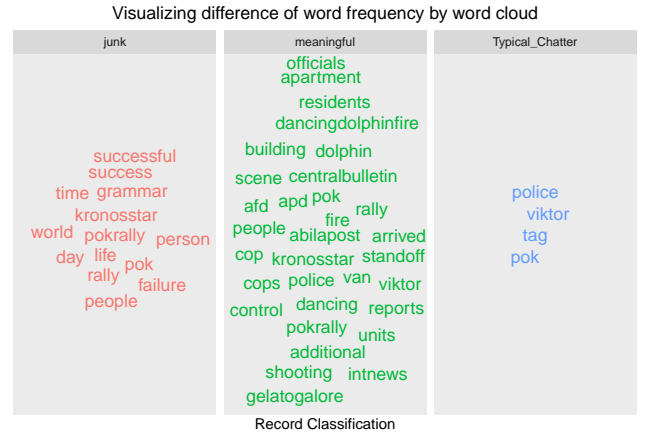 Visualizing difference of word frequency by word cloud
junk
meaningful
Typical_Chatter
successful
success
time grammar
kronosstar
world pokrally person
day life pok
rally failure
people
officials
apartment
residents
dancingdolphinfire
building dolphin
scene centralbulletin
afd apd pok
fire rally
people abilapost arrived
cop kronosstar standoff
cops police van viktor
control dancing reports
pokrally units
additional
shooting intnews
gelatogalore
police
viktor
tag
pok
Record Classification